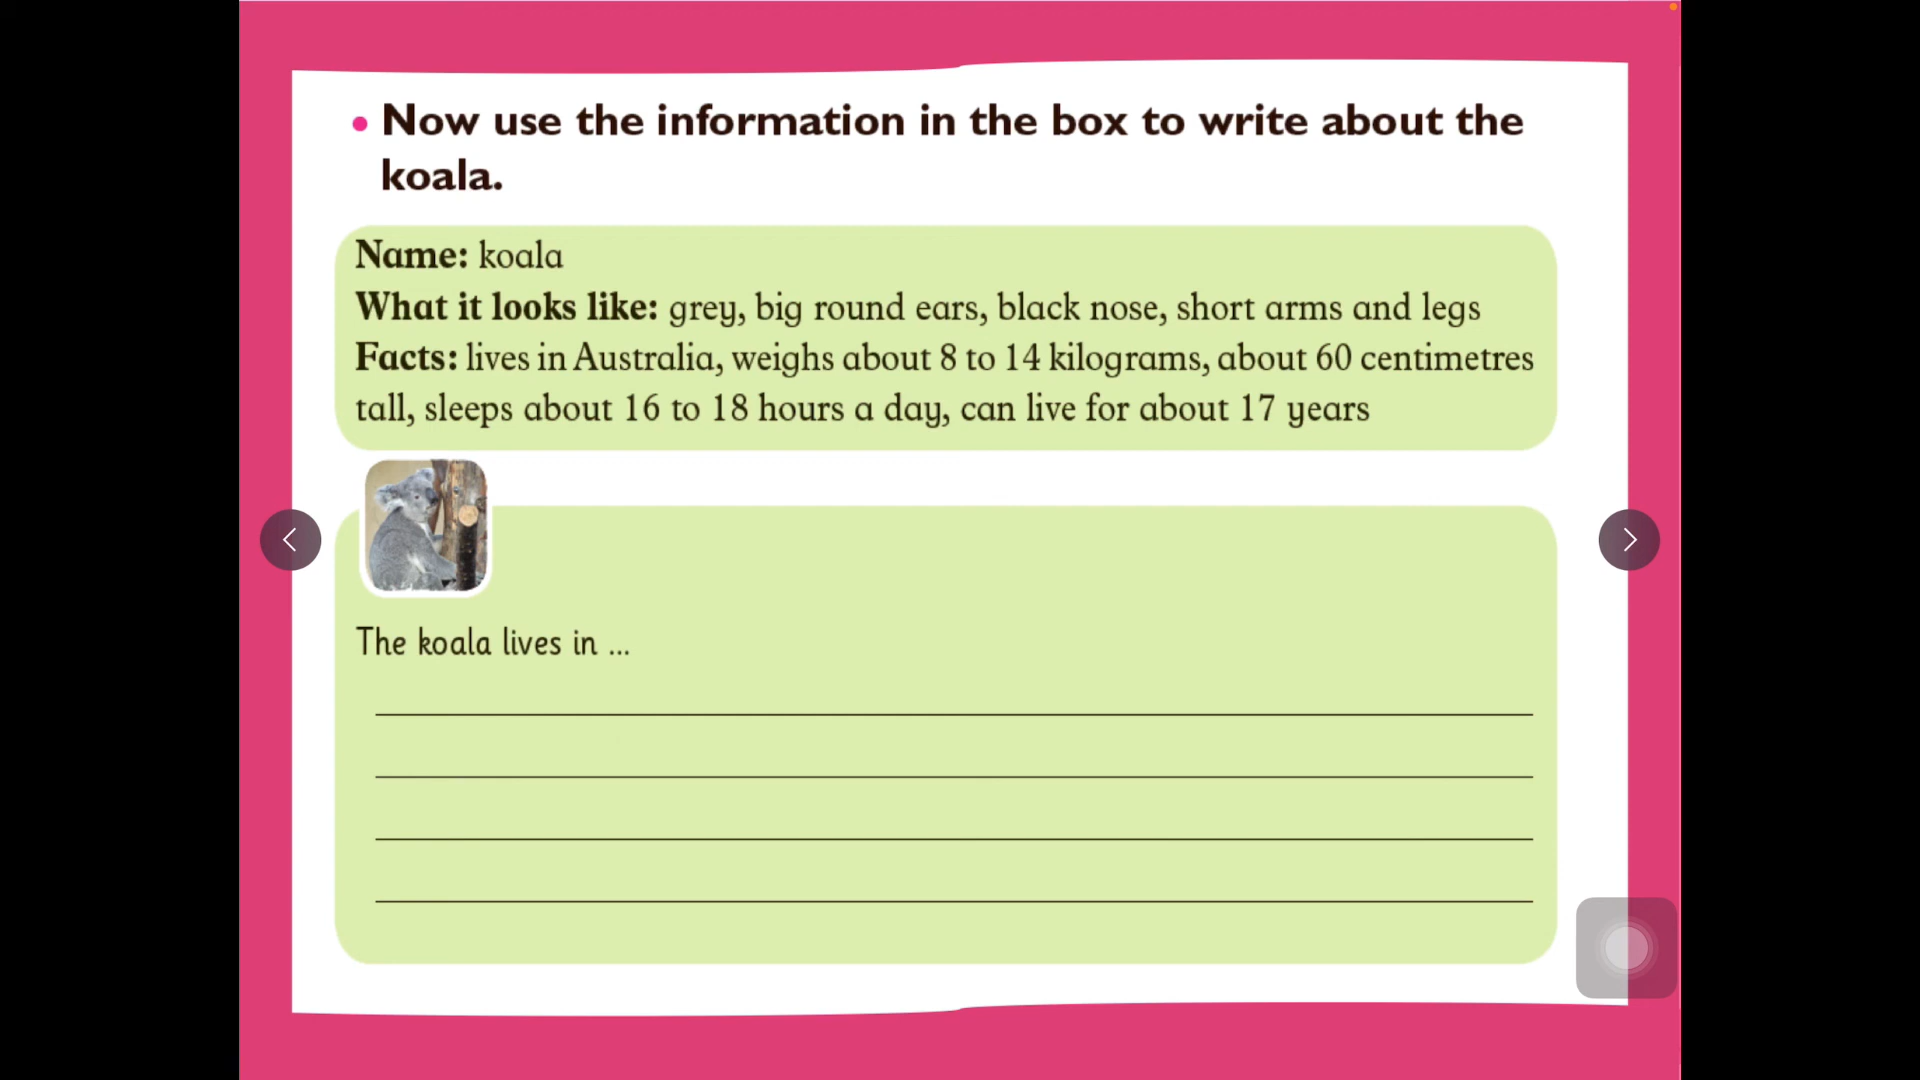 • Now use the information in the box to write about the
koala.
Name: koala
What it looks like: grey, big round ears, black nose, short arms and legs
Facts: lives in Australia, weighs about 8 to 14 kilograms, about 60 centimetres
tall, sleeps about 16 to 18 hours a day, can live for about 17 years
The koala lives in ...